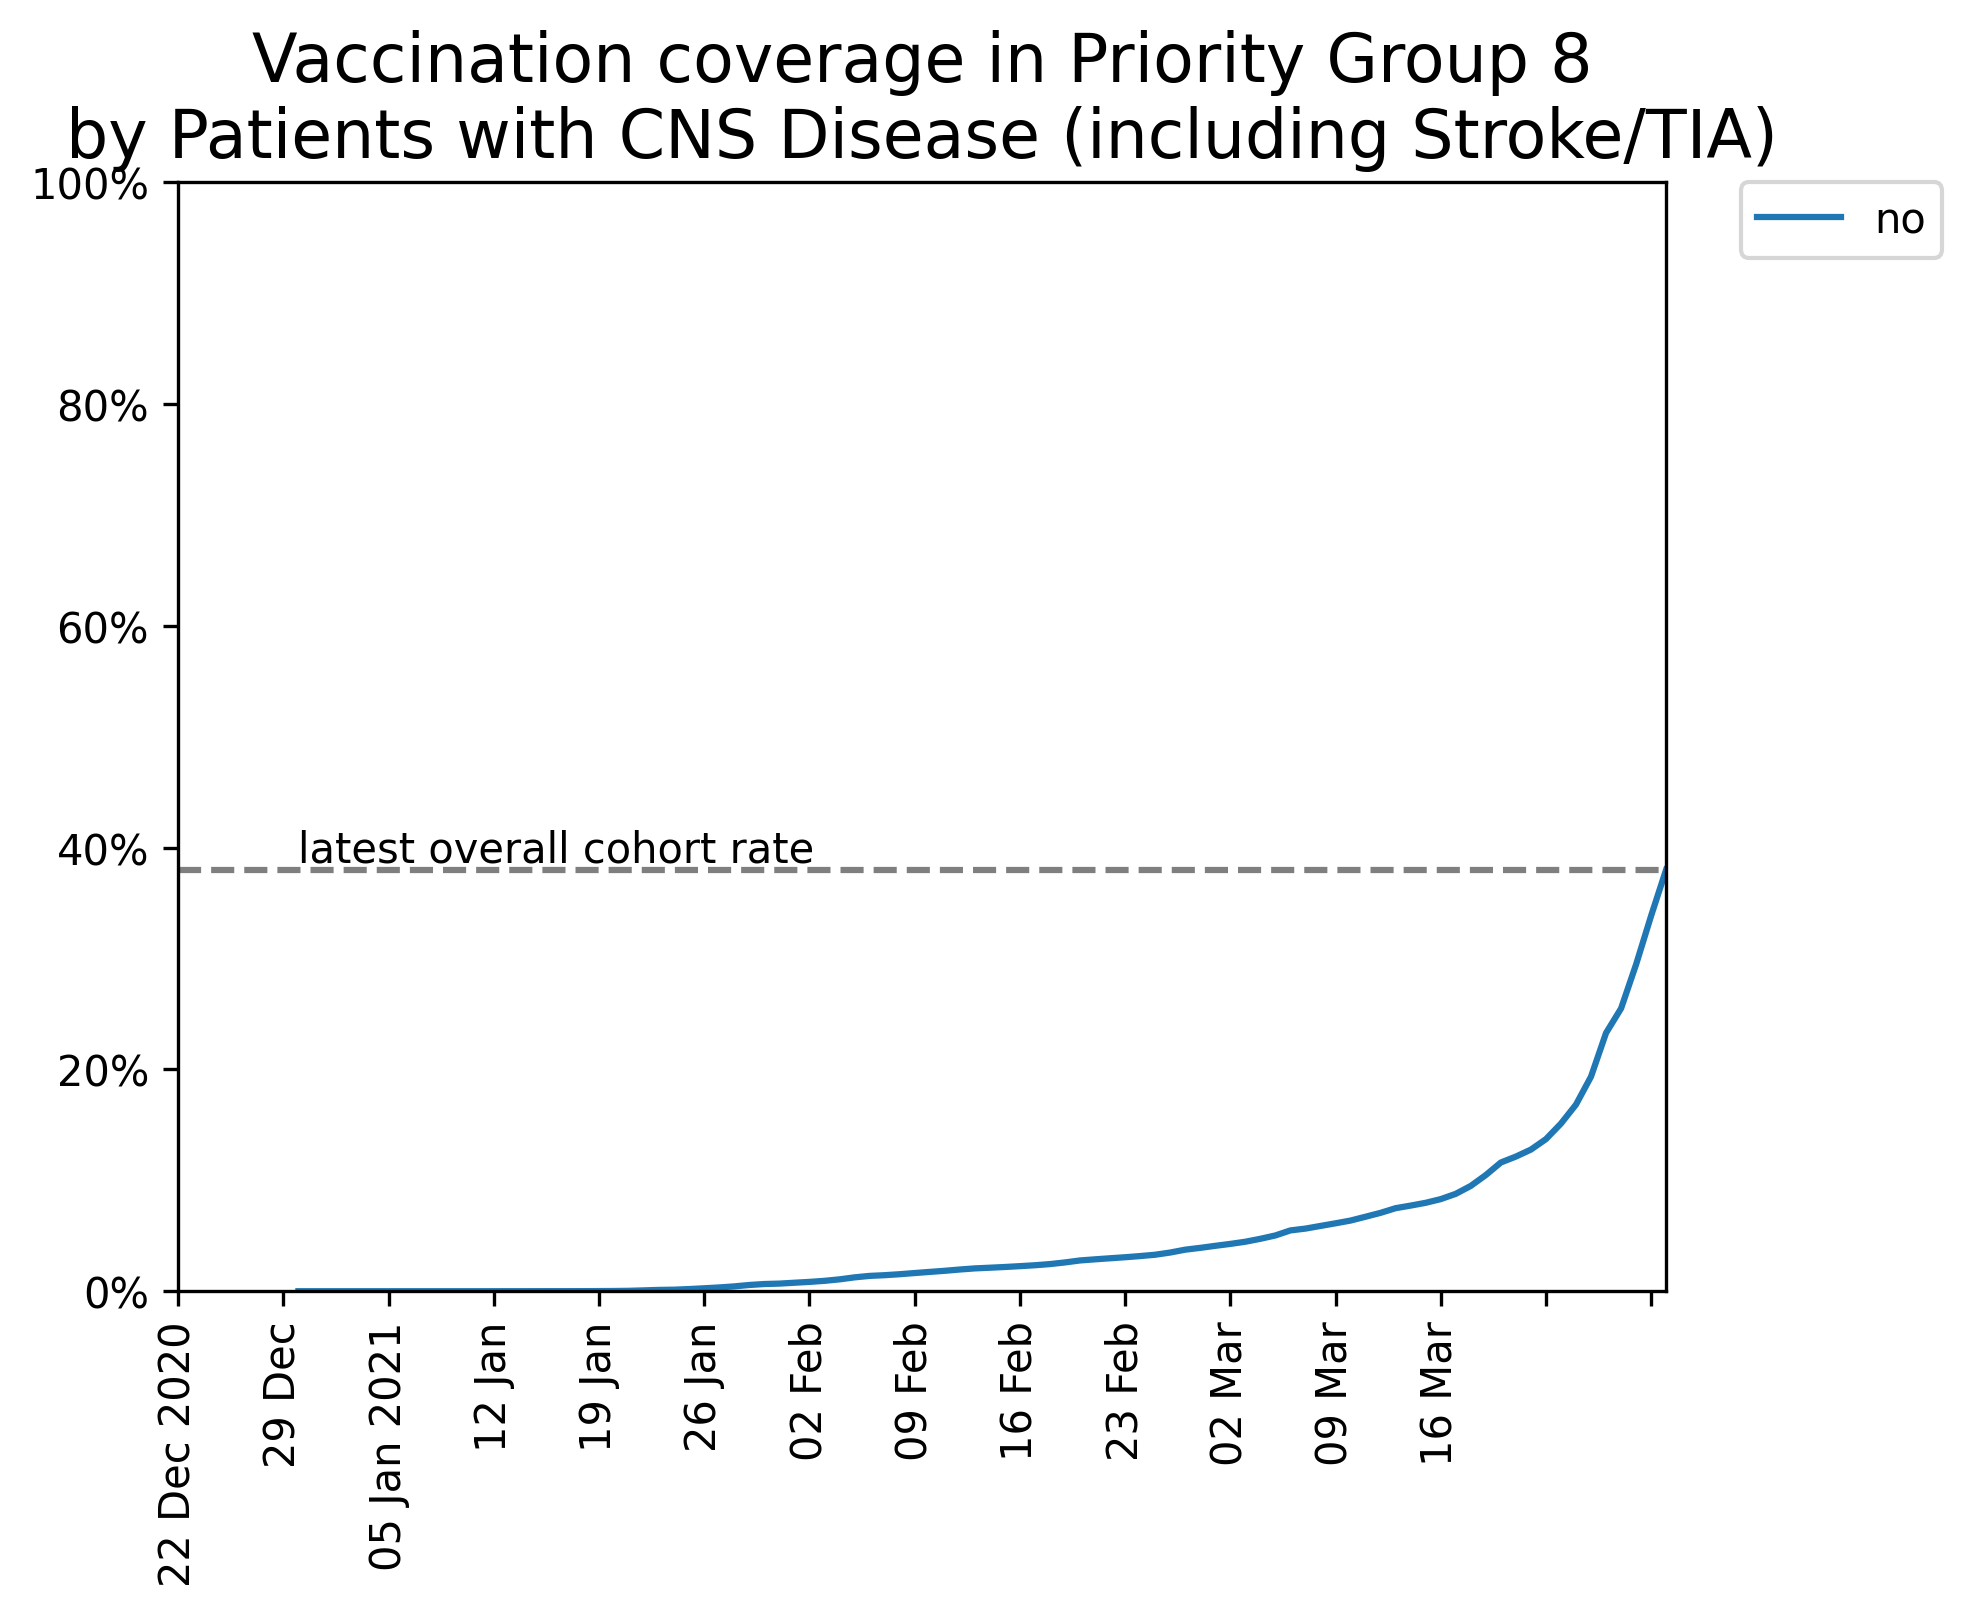 Vaccination coverage in Priority Group 8
by Patients with CNS Disease (including Stroke/TIA)
100%
80%
60%
40%
20%
0%
latest overall cohort rate
no
22 Dec 2020
29 Dec
05 Jan 2021
12 Jan
19 Jan
26 Jan
02 Feb
09 Feb
16 Feb
23 Feb
02 Mar
09 Mar
16 Mar